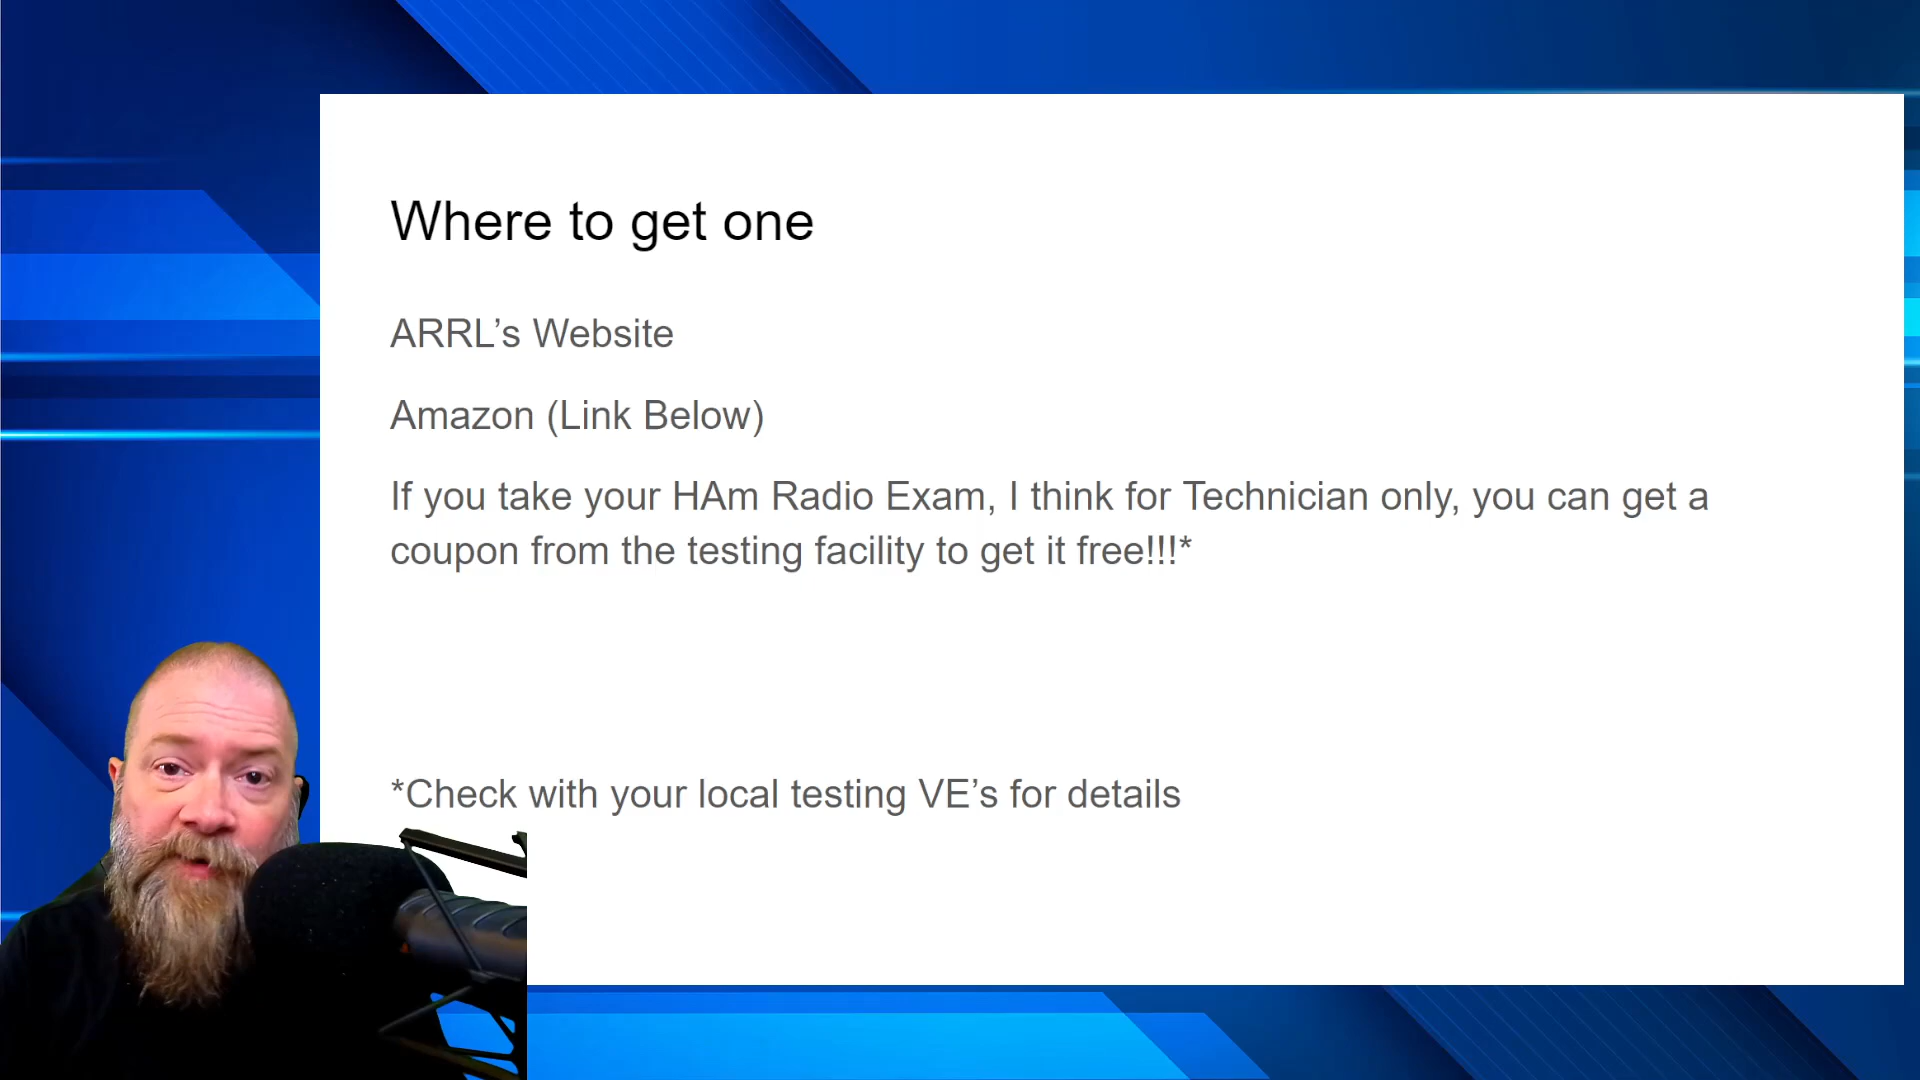 Where to get one
ARRL’s Website
Amazon (Link Below)
If you take your HAm Radio Exam, I think for Technician only, you can get a
coupon from the testing facility to get it free!!!*
*Check with your local testing VE’s for details